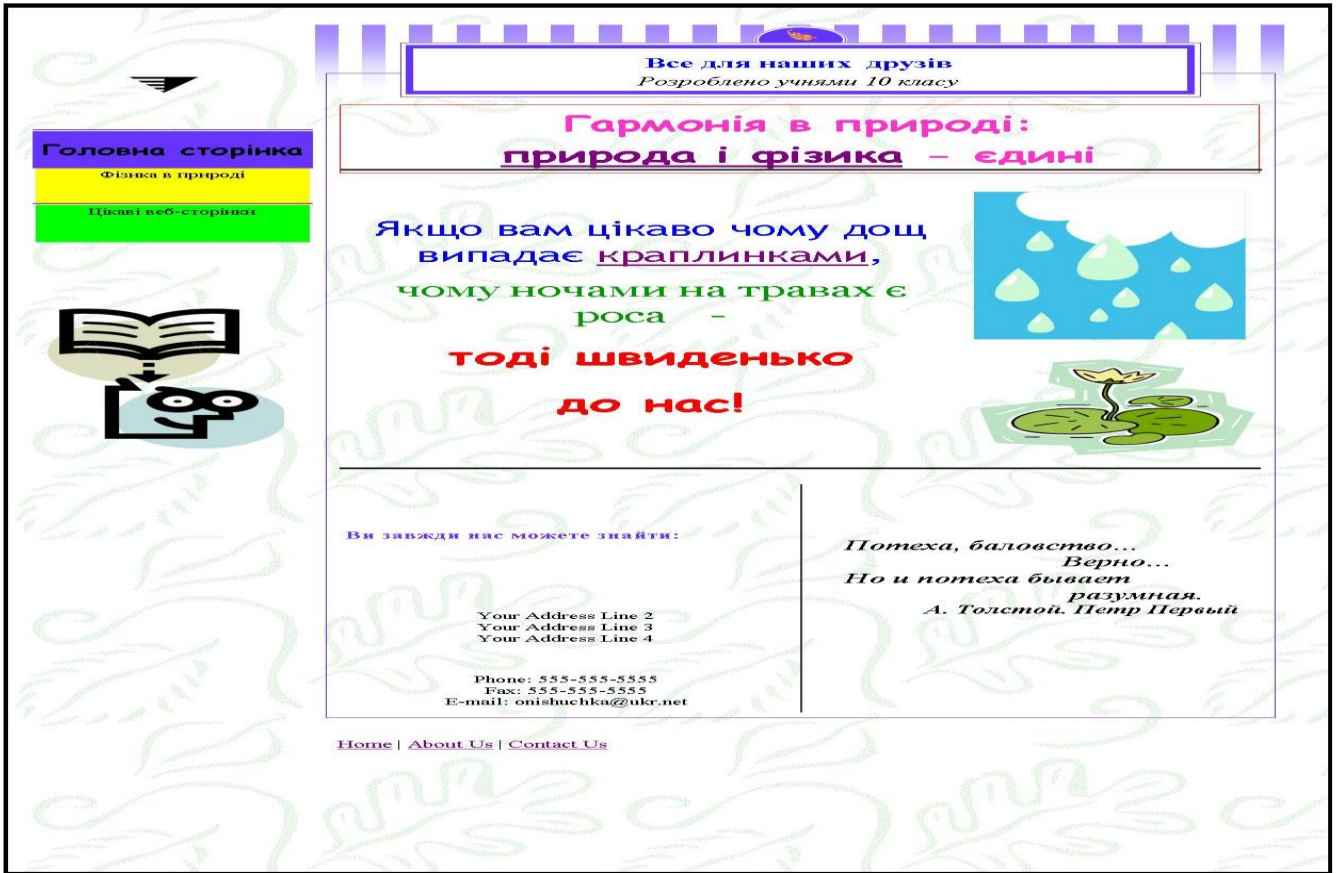 Все для наших друзів
Розроблено учнями 10 класу
Головна сторінка
Фізика в природі
Цікаві веб-сторінки
Гармонія в природі:
природа і фізика – єдині
Якщо вам цікаво чому дощ
випадає краплинками,
чому ночами на травах є
роса -
тоді швиденько
до нас!
Ви завжди нас можете знайти:
Your Address Line 2
Your Address Line 3
Your Address Line 4
Phone: 555-555-5555
Fax: 555-555-5555
E-mail: onishuchka@ukr.net
Потеха, баловство...
Верно...
Но и потеха бывает
разумная.
А. Толстой. Петр Первый
Home | About Us | Contact Us